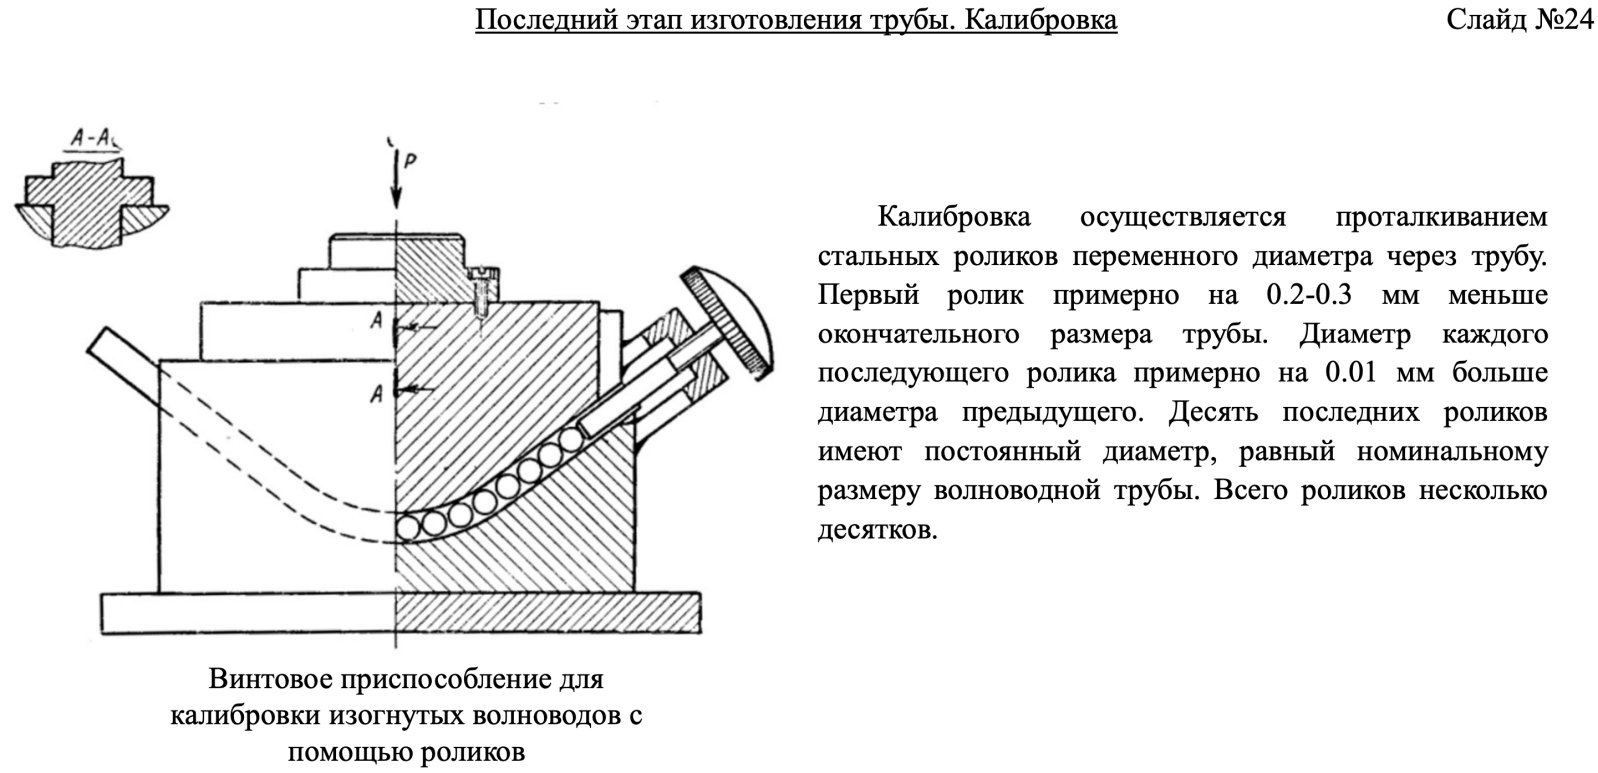 Последний этап изготовления трубы. Калибровка
Слайд №24
А-А
Р
А
А
Калибровка осуществляется проталкиванием
стальных роликов переменного диаметра через трубу.
Первый ролик примерно на 0.2-0.3 мм меньше
окончательного размера трубы. Диаметр каждого
последующего ролика примерно на 0.01 мм больше
диаметра предыдущего. Десять последних роликов
имеют постоянный диаметр, равный номинальному
размеру волноводной трубы. Всего роликов несколько
десятков.
Винтовое приспособление для
калибровки изогнутых волноводов с
помощью роликов